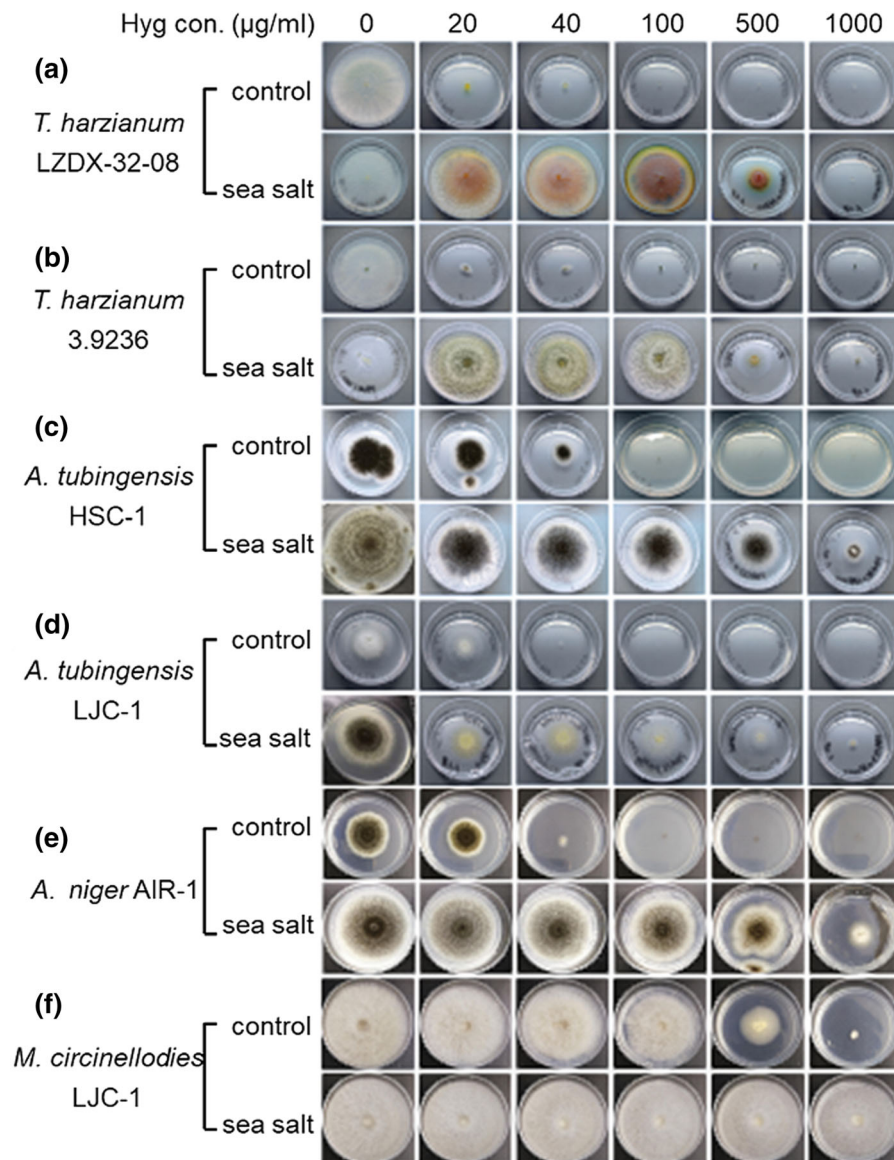 Hyg con. (µg/ml) 0 20 40 100 500 1000
(a)
control
T. harzianum
LZDX-32-08
sea salt
(b)
control
T. harzianum
3.9236
sea salt
(c)
control
A. tubingensis
HSC-1
sea salt
(d)
control
A. tubingensis
LJC-1
sea salt
(e)
control
A. niger AIR-1
sea salt
(f)
control
M. circinellodies
LJC-1
sea salt